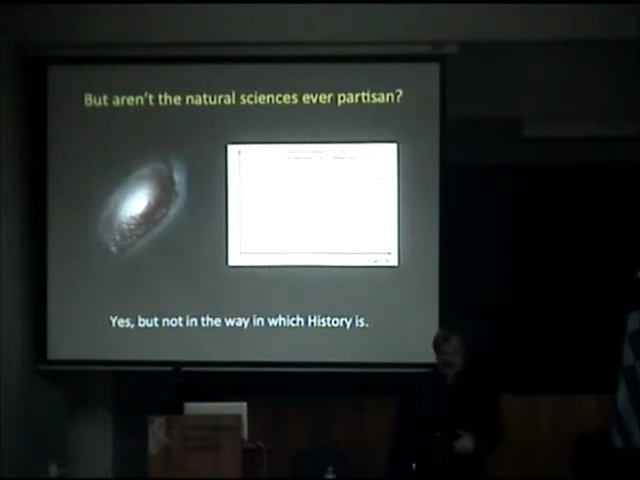 But aren't the natural sciences ever partisan?
Yes, but not in the way in which History is.